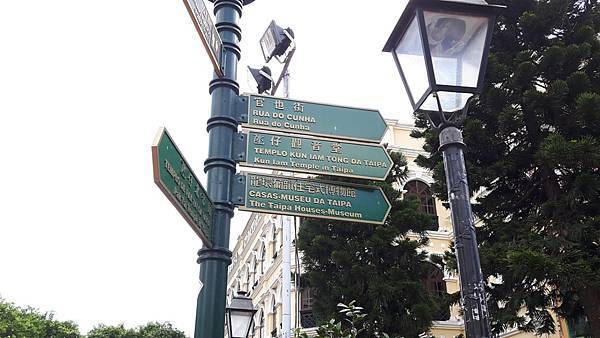 官也街
RUA DO CUNHA
Rua do Cunha
氹仔觀音堂
TEMPLO KUN IAM TONG DA TAIPA
Kun Iam Temple in Taipa
龍環葡韻住宅式博物館
CASAS-MUSEU DA TAIPA
The Taipa Houses-Museum